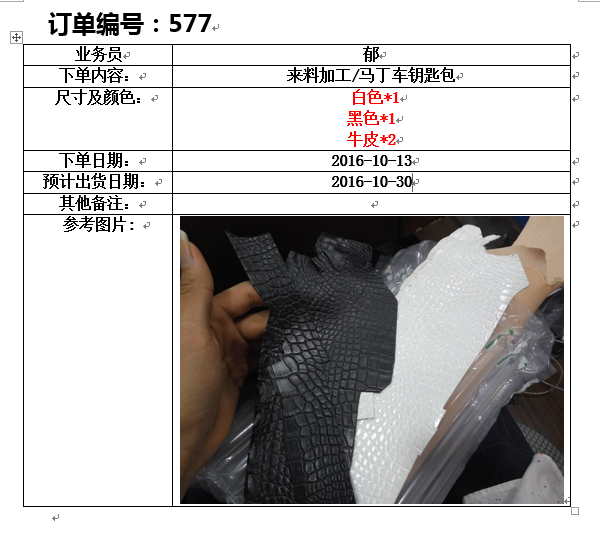 订单编号：577
业务员 郁
下单内容： 来料加工/马丁车钥匙包
尺寸及颜色： 白色*1
黑色*1
牛皮*2
下单日期： 2016-10-13
预计出货日期： 2016-10-30
其他备注：
参考图片：